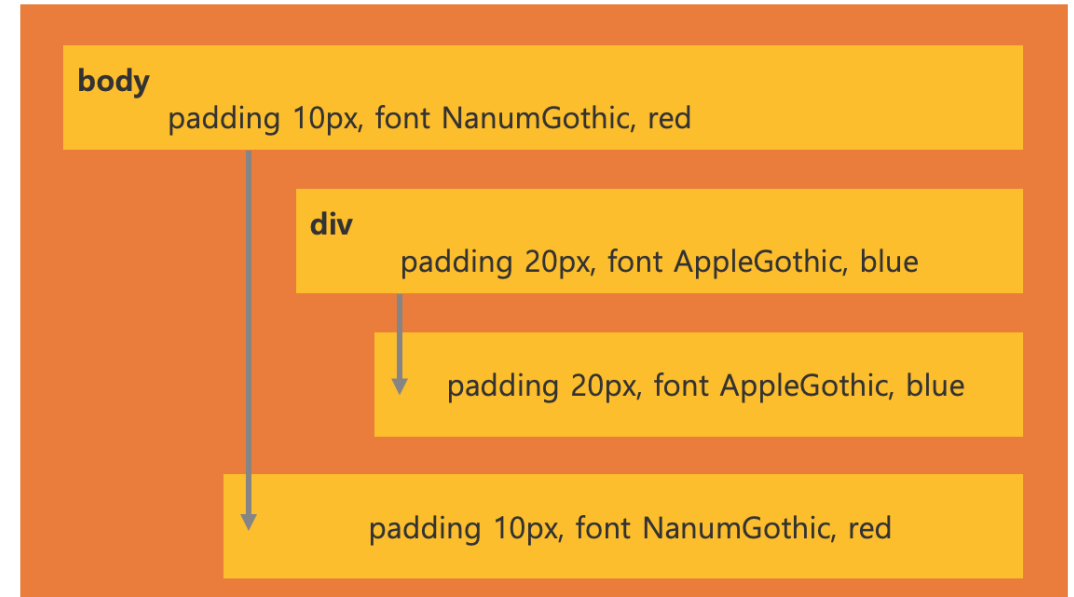 body
padding 10px, font NanumGothic, red
div
padding 20px, font AppleGothic, blue
padding 20px, font AppleGothic, blue
padding 10px, font NanumGothic, red